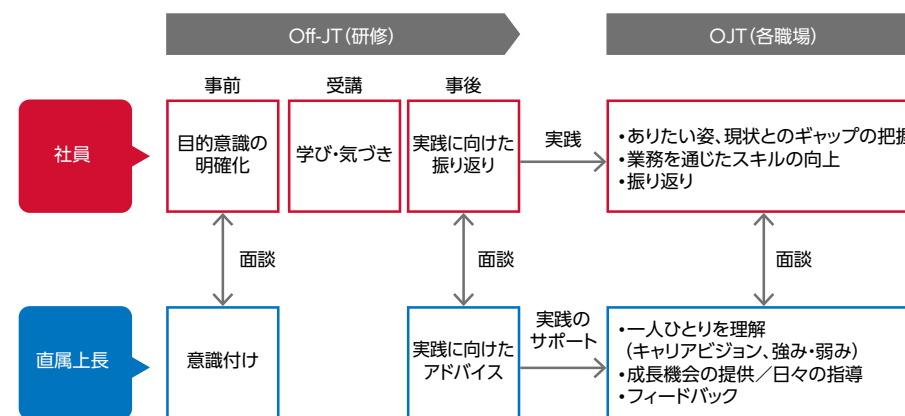 Off-JT（研修）
OJT（各職場）
事前
受講
事後
社員
目的意識の
明確化
学び・気づき
実践に向けた
振り返り
実践
・ありたい姿、現状とのギャップの把握
・業務を通じたスキルの向上
・振り返り
面談
面談
面談
直属上長
意識付け
実践に向けた
アドバイス
実践の
サポート
・一人ひとりを理解
（キャリアビジョン、強み・弱み）
・成長機会の提供／日々の指導
・フィードバック